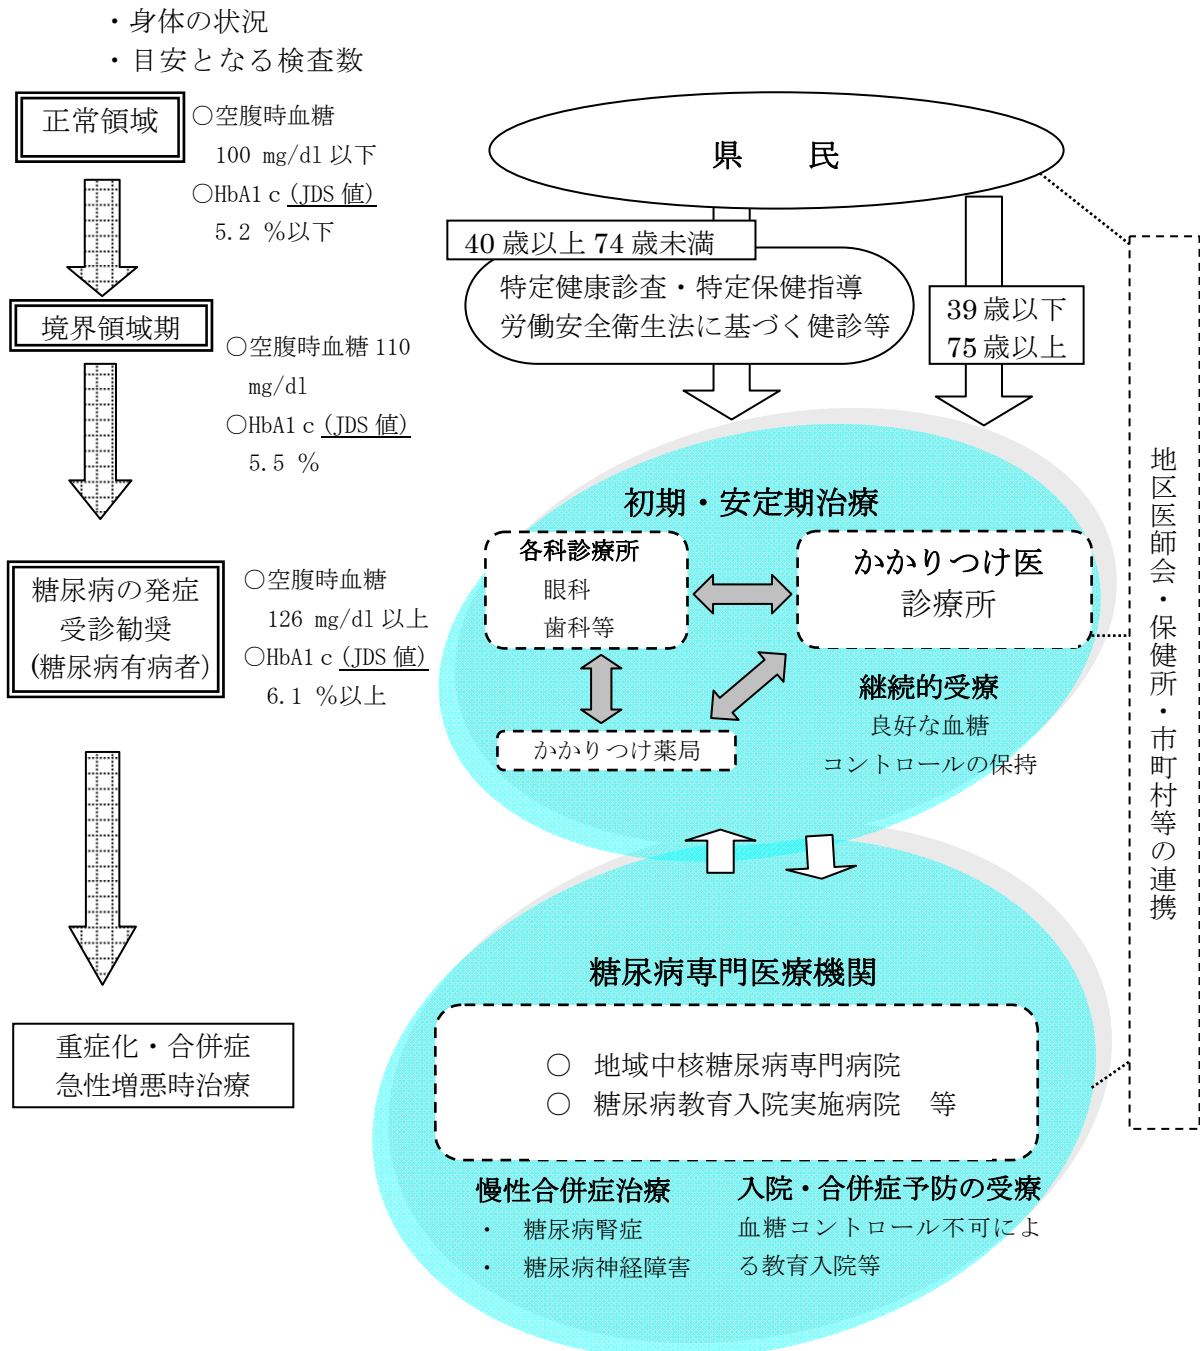 ・身体の状況
・目安となる検査数
正常領域
○空腹時血糖
100 mg/dl 以下
○HbA1ｃ(JDS 値)
5.2 %以下
境界領域期
○空腹時血糖 110
mg/dl
○HbA1ｃ(JDS 値)
5.5 %
糖尿病の発症
受診勧奨
(糖尿病有病者)
○空腹時血糖
126 mg/dl 以上
○HbA1ｃ(JDS 値)
6.1 %以上
重症化・合併症
急性増悪時治療
県　　民
40 歳以上 74 歳未満
特定健康診査・特定保健指導
労働安全衛生法に基づく健診等
39 歳以下
75 歳以上
初期・安定期治療
各科診療所
眼科
歯科等
かかりつけ医
診療所
かかりつけ薬局
継続的受療
良好な血糖
コントロールの保持
糖尿病専門医療機関
○　地域中核糖尿病専門病院
○　糖尿病教育入院実施病院　等
慢性合併症治療
・　糖尿病腎症
・　糖尿病神経障害
入院・合併症予防の受療
血糖コントロール不可によ
る教育入院等
地区医師会・保健所・市町村等の連携